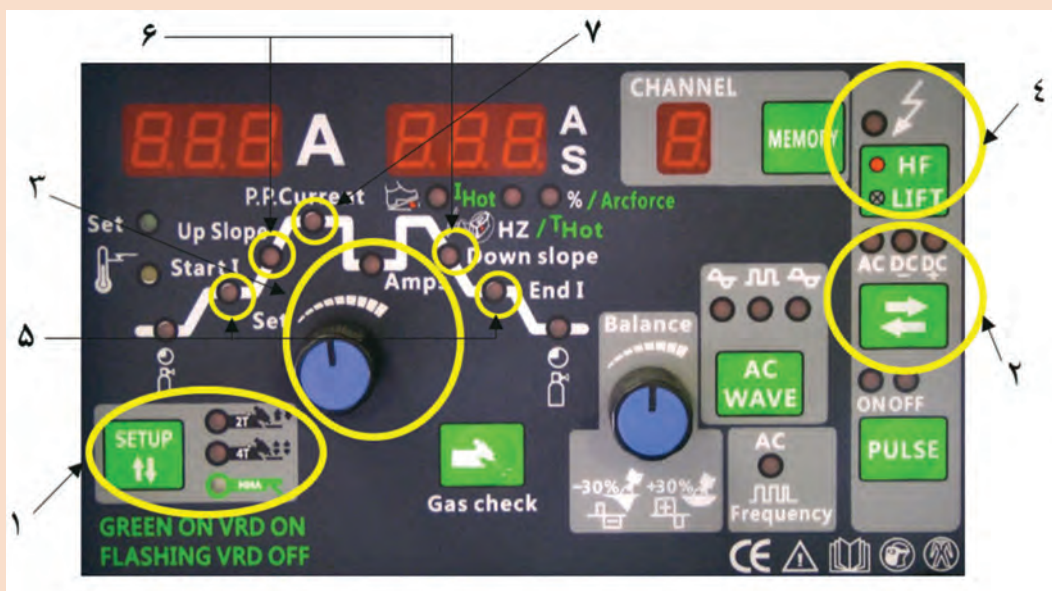 ۶
۷
CHANNEL
888 A 888 A
S
8
MEMORY
۴
HF
LIFT
۳
P.P.Current
IHot
% / Arcforce
HZ / THot
Set
Up Slope
Down slope
Start I
Amps
End I
AC DC DC
Set
Balance
۵
۲
AC
WAVE
ON OFF
SETUP
2T
4T
MMA
PULSE
۱
Gas check
-30% +30%
AC
Frequency
GREEN ON VRD ON
FLASHING VRD OFF
CE